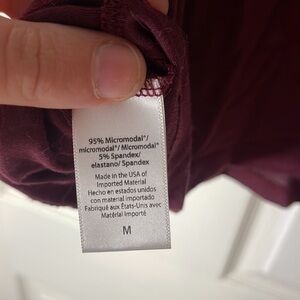 95% Micromodal*/
micromodal*/ Micromodal*
5% Spandex/
elastano/ Spandex
Made in the USA of
Imported Material
Hecho en estados unidos
con material importado
Fabriqué aux États-Unis avec
Matérial Importé
M